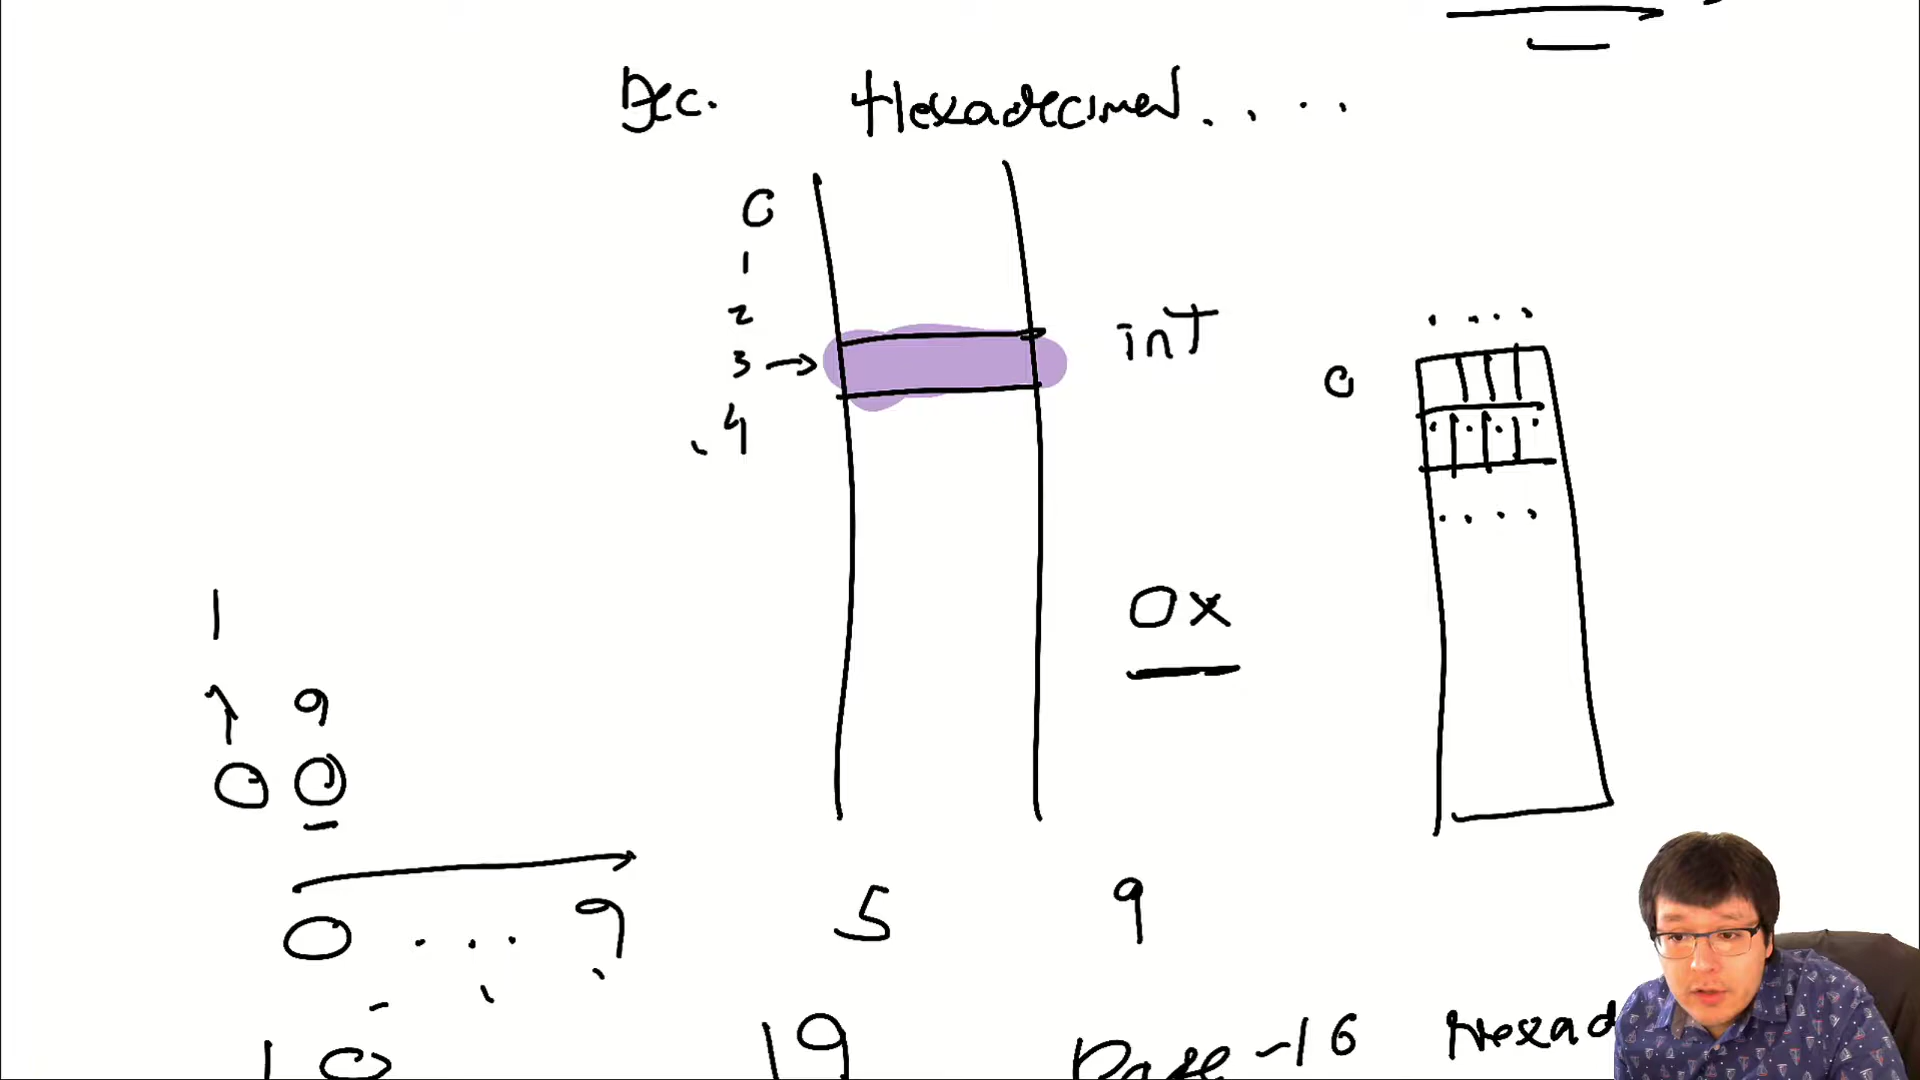 Dec. Hexadecimal. . . .
0
1
2
3 → int
4
0
0x
1
1 9
0 0
0 . . . 9 5 9
10 19 Base-16 Hexad